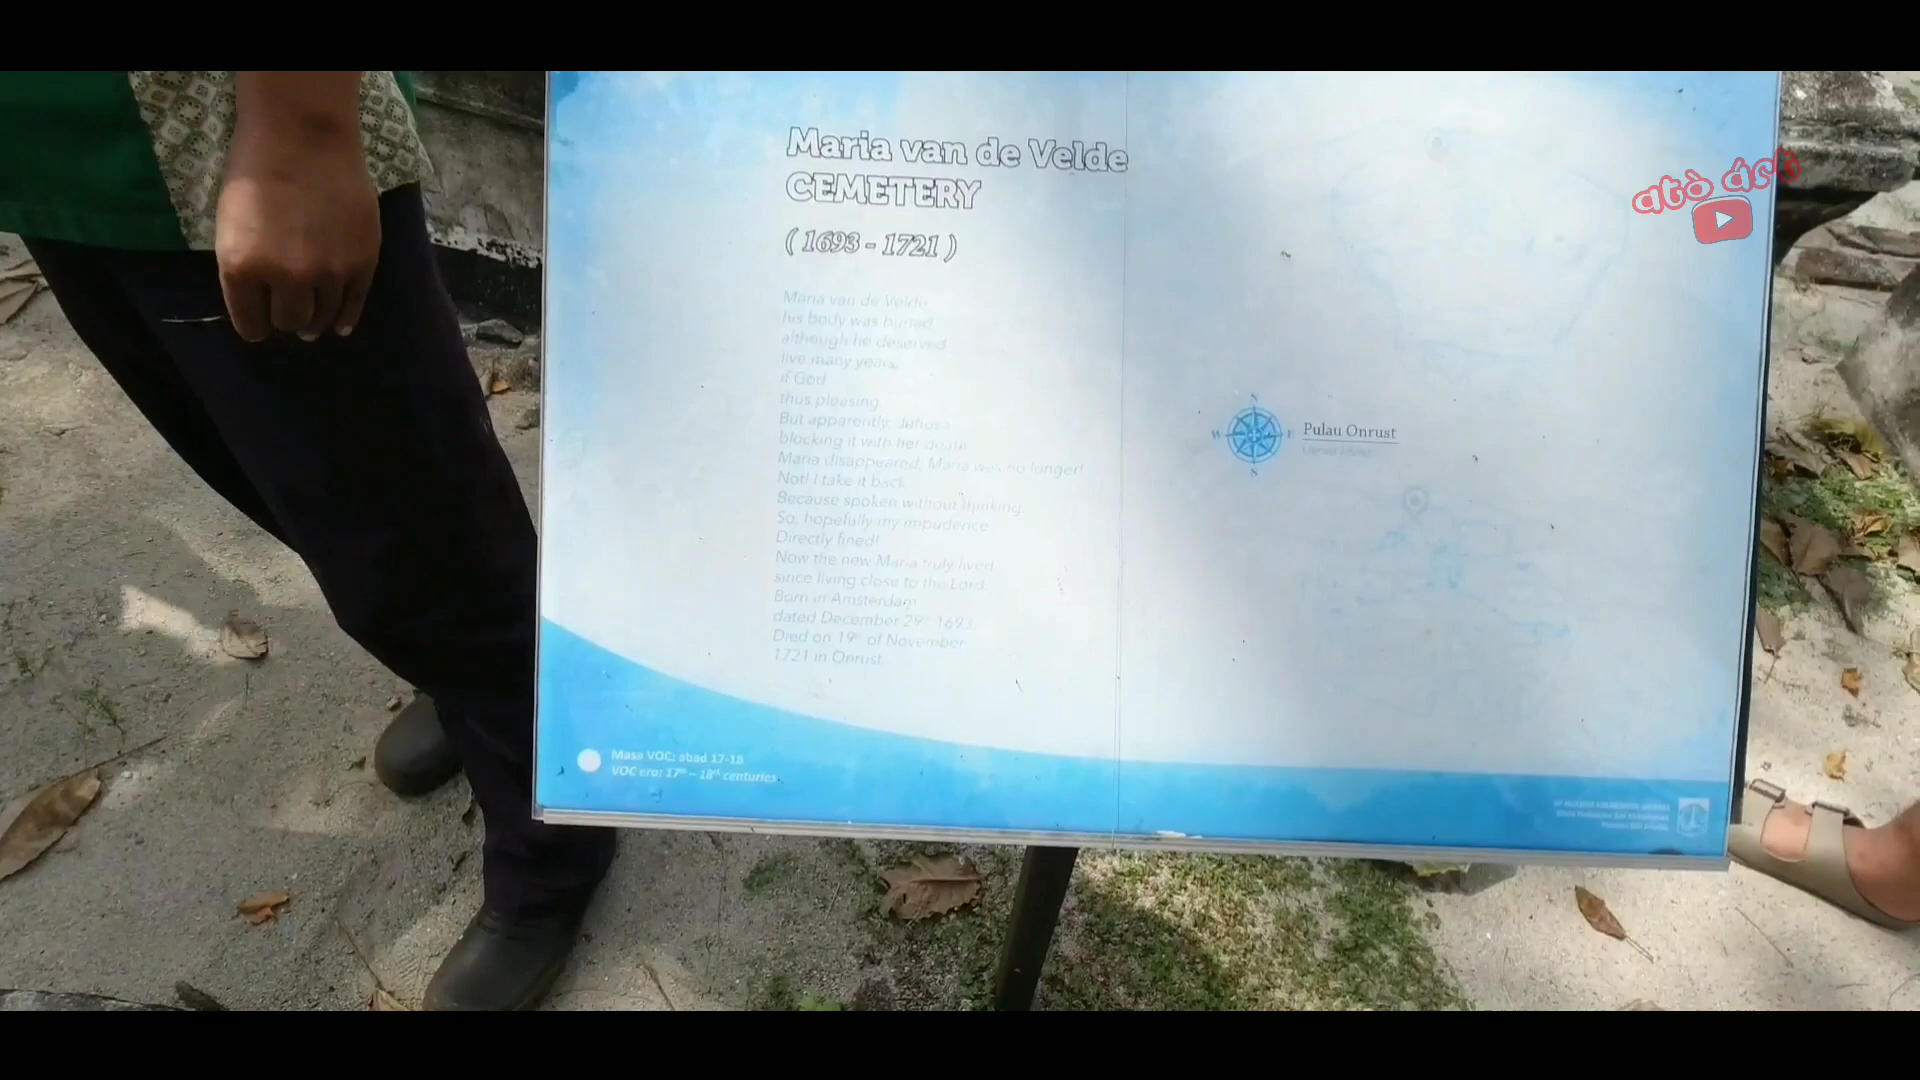 Maria van de Velde
CEMETERY
( 1693 - 1721 )
Maria van de Velde
his body was buried
although he deserved
live many years,
if God
thus pleasing.
But apparently, Jehova
blocking it with her death.
Maria disappeared, Maria was no longer!
Not! I take it back
Because spoken without thinking.
So, hopefully my impudence
Directly fined!
Now the new Maria truly lived
since living close to the Lord.
Born in Amsterdam
dated December 29th 1693.
Died on 19th of November
1721 in Onrust.
N
W
E
S
Pulau Onrust
Masa VOC: abad 17-18
VOC era: 17th – 18th centuries
atò ách